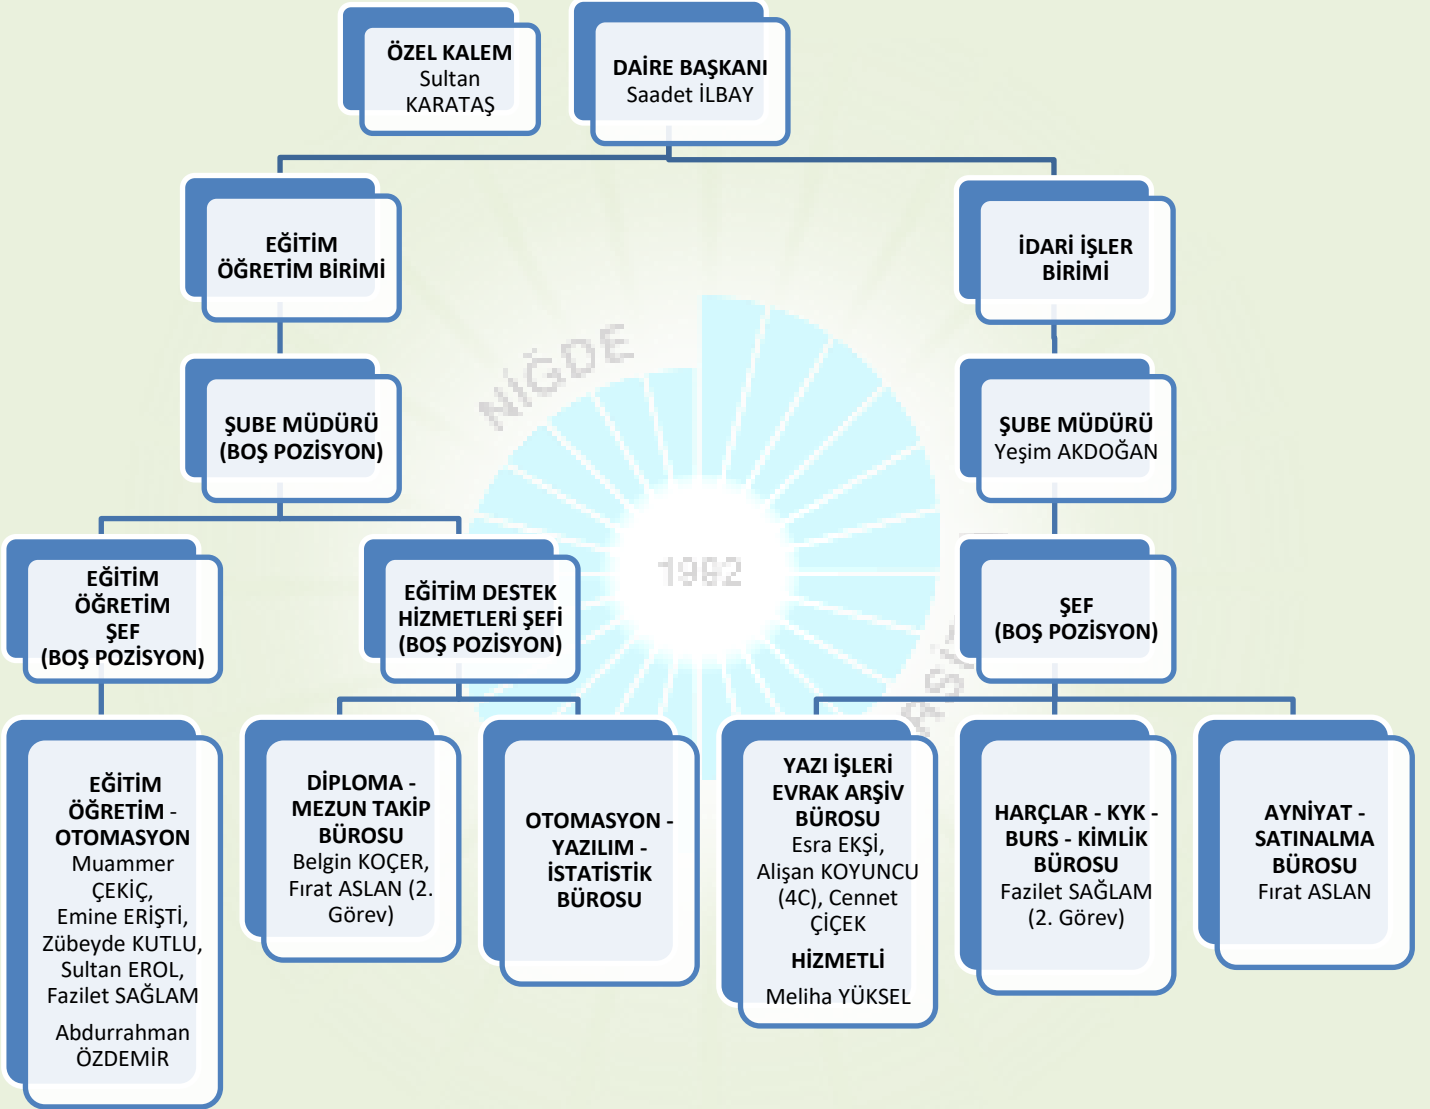 ÖZEL KALEM
Sultan
KARATAŞ
DAİRE BAŞKANI
Saadet İLBAY
EĞİTİM
ÖĞRETİM BİRİMİ
İDARİ İŞLER
BİRİMİ
NİĞDE
ŞUBE MÜDÜRÜ
(BOŞ POZİSYON)
ŞUBE MÜDÜRÜ
Yeşim AKDOĞAN
1982
EĞİTİM
ÖĞRETİM
ŞEF
(BOŞ POZİSYON)
EĞİTİM DESTEK
HİZMETLERİ ŞEFİ
(BOŞ POZİSYON)
ŞEF
(BOŞ POZİSYON)
EĞİTİM
ÖĞRETİM -
OTOMASYON
Muammer
ÇEKİÇ,
Emine ERİŞTİ,
Zübeyde KUTLU,
Sultan EROL,
Fazilet SAĞLAM
Abdurrahman
ÖZDEMİR
DİPLOMA -
MEZUN TAKİP
BÜROSU
Belgin KOÇER,
Fırat ASLAN (2.
Görev)
OTOMASYON -
YAZILIM -
İSTATİSTİK
BÜROSU
YAZI İŞLERİ
EVRAK ARŞİV
BÜROSU
Esra EKŞİ,
Alişan KOYUNCU
(4C), Cennet
ÇİÇEK
HİZMETLİ
Meliha YÜKSEL
HARÇLAR - KYK -
BURS - KİMLİK
BÜROSU
Fazilet SAĞLAM
(2. Görev)
AYNİYAT -
SATINALMA
BÜROSU
Fırat ASLAN